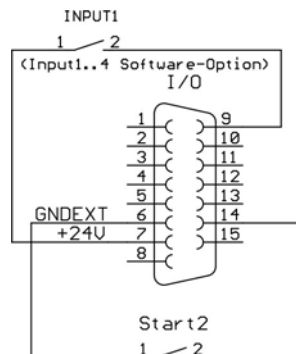 INPUT1
1 2
(Input1..4 Software-Option)
I/O
1 9
2 10
3 11
4 12
5 13
GNDEXT 6 14
+24V 7 15
8
Start2
1 2